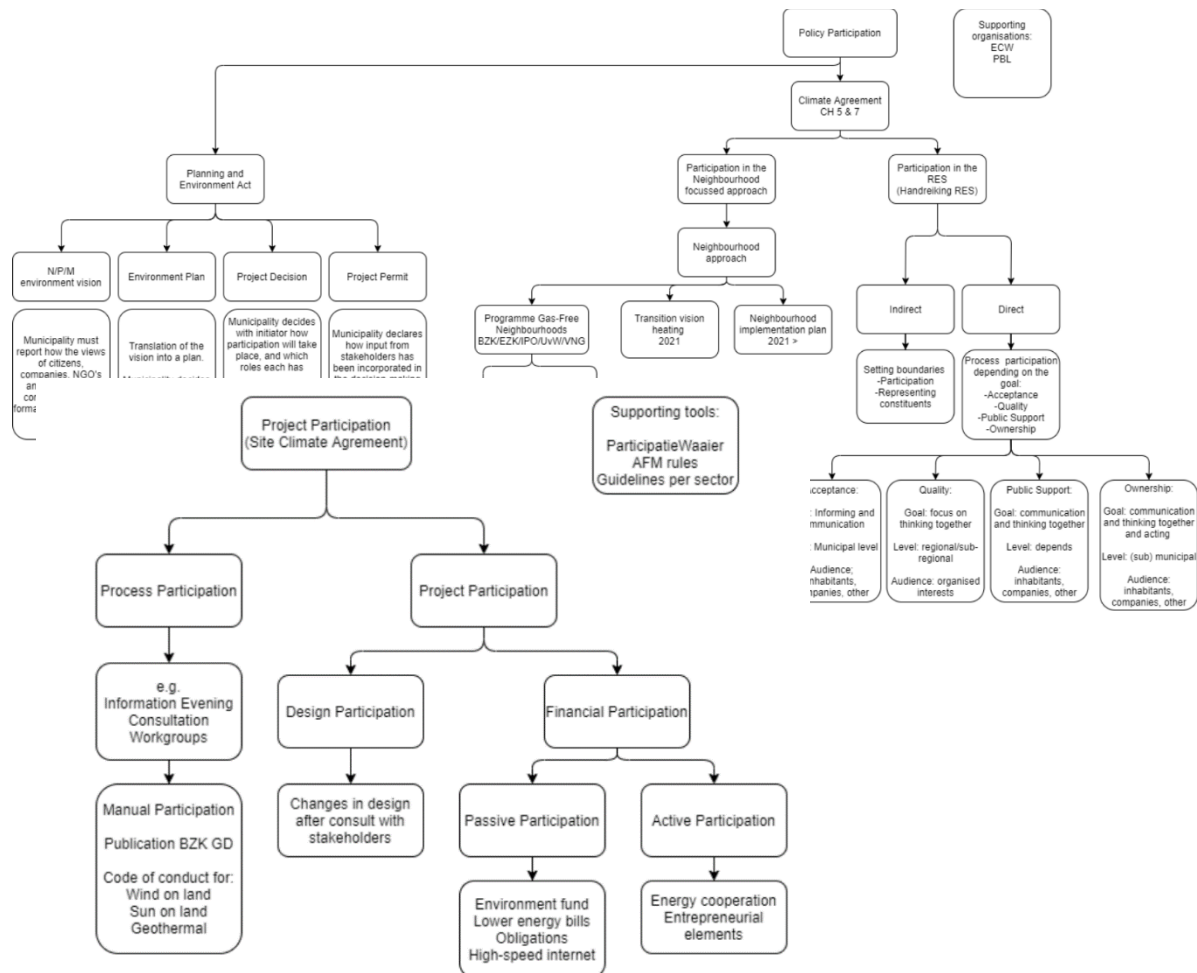 Policy Participation
Supporting
organisations:
ECW
PBL
Climate Agreement
CH 5 & 7
Planning and
Environment Act
Participation in the
Neighbourhood
focussed approach
Participation in the
RES
(Handreiking RES)
N/P/M
environment vision
Environment Plan
Project Decision
Project Permit
Neighbourhood
approach
Indirect
Direct
Municipality must
report how the views
of citizens,
companies, NGO's
Translation of the
vision into a plan.
Municipality decides
with initiator how
participation will
take place, and which
roles each has
Municipality declares
how input from
stakeholders has
been incorporated in
Programme Gas-Free
Neighbourhoods
BZK/EZK/IPO/UvW/VNG
Transition vision
heating
2021
Neighbourhood
implementation plan
2021 >
Setting boundaries
-Participation
-Representing
constituents
Process participation
depending on the
goal:
-Acceptance
-Quality
-Public Support
-Ownership
Project Participation
(Site Climate Agreement)
Supporting tools:
ParticipatieWaaier
AFM rules
Guidelines per sector
: Informing and
Municipal level
Audience;
inhabitants,
other
Quality:
Goal: focus on
thinking together
Level: regional/sub-
regional
Audience: organised
interests
Public Support:
Goal: communication
and thinking together
Level: depends
Audience:
inhabitants,
companies, other
Ownership:
Goal: communication
and thinking together
and acting
Level: (sub) municipal
Audience:
inhabitants,
companies, other
Process Participation
Project Participation
e.g.
Information Evening
Consultation
Workgroups
Design Participation
Financial Participation
Manual Participation
Publication BZK GD
Code of conduct for:
Wind on land
Sun on land
Geothermal
Changes in design
after consult with
stakeholders
Passive Participation
Active Participation
Environment fund
Lower energy bills
Obligations
High-speed internet
Energy cooperation
Entrepreneurial
elements